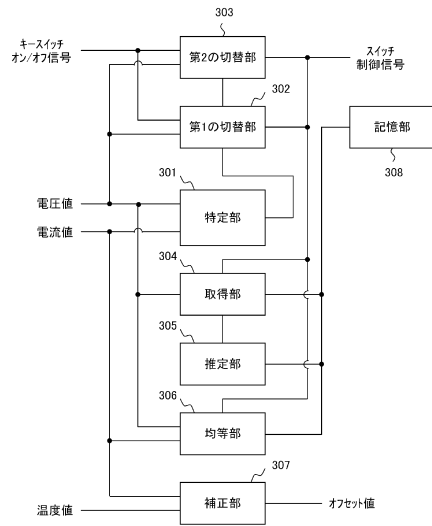 303
キースイッチ
オン/オフ信号
第2の切替部
スイッチ
制御信号
302
第1の切替部
記憶部
308
301
電圧値
特定部
電流値
304
取得部
305
推定部
306
均等部
307
温度値
補正部
オフセット値